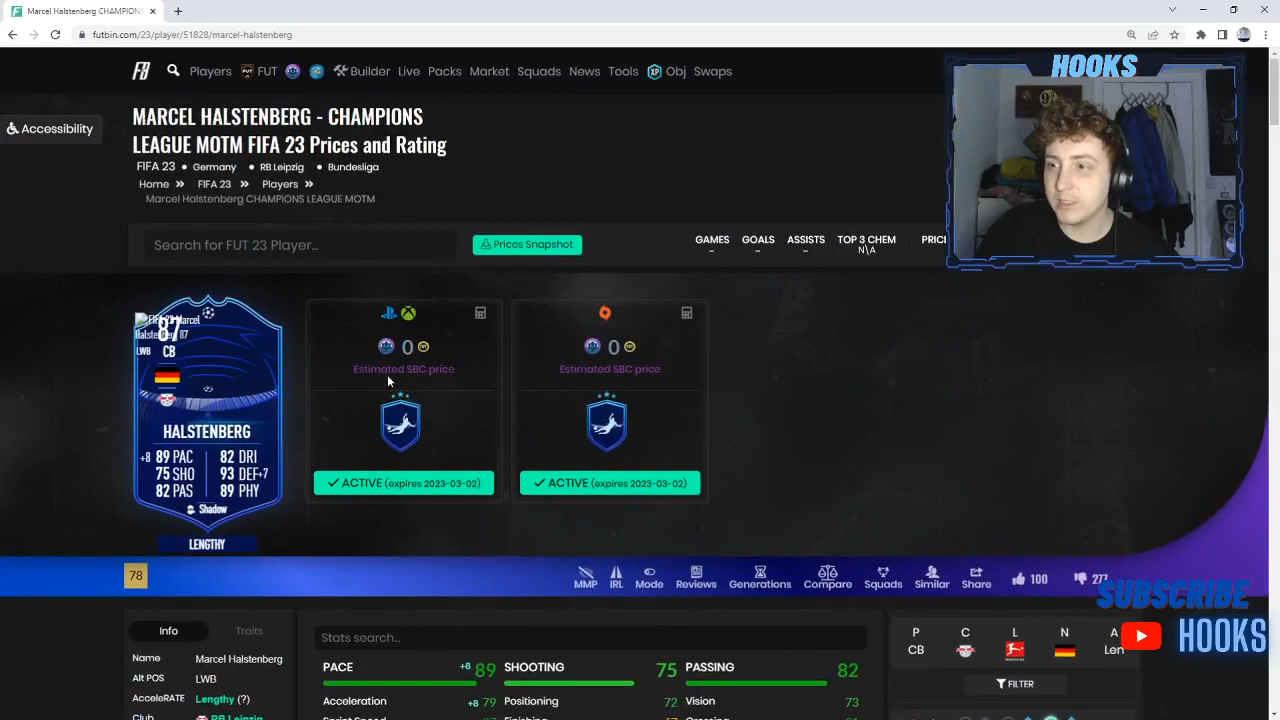 Marcel Halstenberg CHAMPIONS
futbin.com/23/player/51828/marcel-halstenberg
Players FUT Builder Live Packs Market Squads News Tools XP Obj Swaps
HOOKS
Accessibility
MARCEL HALSTENBERG - CHAMPIONS
LEAGUE MOTM FIFA 23 Prices and Rating
FIFA 23 Germany RB Leipzig Bundesliga
Home FIFA 23 Players
Marcel Halstenberg CHAMPIONS LEAGUE MOTM
Search for FUT 23 Player...
Prices Snapshot
GAMES GOALS ASSISTS TOP 3 CHEM PRICI
- - - N\A
87
LWB CB
HALSTENBERG
+8 89 PAC 82 DRI
75 SHO 93 DEF+7
82 PAS 89 PHY
Shadow
LENGTHY
0
Estimated SBC price
ACTIVE (expires 2023-03-02)
0
Estimated SBC price
ACTIVE (expires 2023-03-02)
78
MMP IRL Mode Reviews Generations Compare Squads Similar Share 100 277
SUBSCRIBE
HOOKS
Info Traits
Name Marcel Halstenberg
Alt POS LWB
AcceleRATE Lengthy (?)
Club RB Leipzig
Stats search...
PACE +8 89
Acceleration +8 79
SHOOTING 75
Positioning 72
PASSING 82
Vision 73
P C L N A
CB Len
FILTER